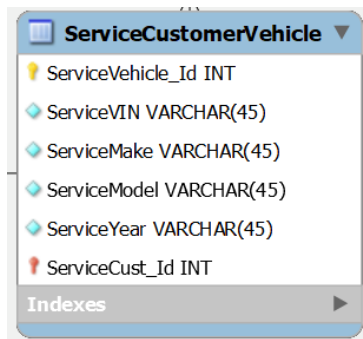 ServiceCustomerVehicle
ServiceVehicle_Id INT
ServiceVIN VARCHAR(45)
ServiceMake VARCHAR(45)
ServiceModel VARCHAR(45)
ServiceYear VARCHAR(45)
ServiceCust_Id INT
Indexes